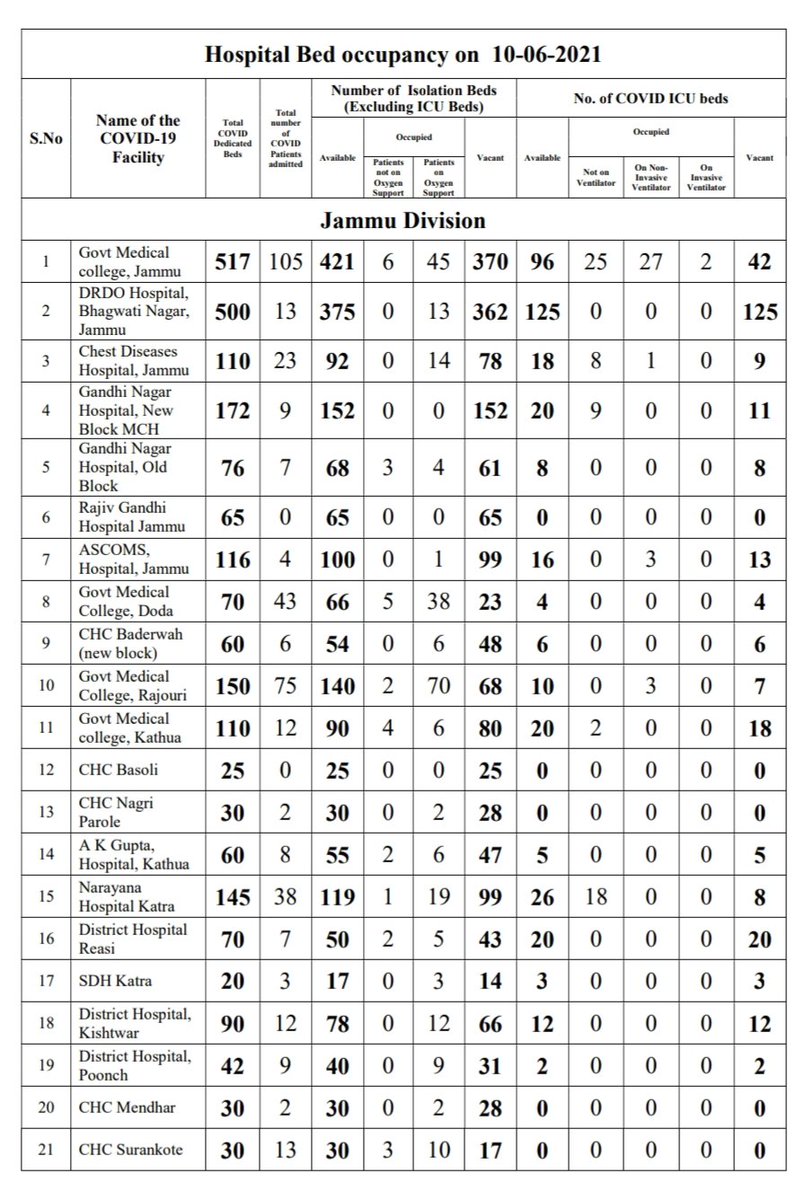 Hospital Bed occupancy on 10-06-2021
S.No
Name of the
COVID-19
Facility
Total
COVID
Dedicated
Beds
Total
number
of
COVID
Patients
admitted
Number of Isolation Beds
(Excluding ICU Beds)
No. of COVID ICU beds
Available
Occupied
Patients
not on
Oxygen
Support
Patients
on
Oxygen
Support
Vacant
Available
Occupied
Not on
Ventilator
On Non-
Invasive
Ventilator
On
Invasive
Ventilator
Vacant
Jammu Division
1 Govt Medical
college, Jammu 517 105 421 6 45 370 96 25 27 2 42
2 DRDO Hospital,
Bhagwati Nagar,
Jammu 500 13 375 0 13 362 125 0 0 0 125
3 Chest Diseases
Hospital, Jammu 110 23 92 0 14 78 18 8 1 0 9
4 Gandhi Nagar
Hospital, New
Block MCH 172 9 152 0 0 152 20 9 0 0 11
5 Gandhi Nagar
Hospital, Old
Block 76 7 68 3 4 61 8 0 0 0 8
6 Rajiv Gandhi
Hospital Jammu 65 0 65 0 0 65 0 0 0 0 0
7 ASCOMS,
Hospital, Jammu 116 4 100 0 1 99 16 0 3 0 13
8 Govt Medical
College, Doda 70 43 66 5 38 23 4 0 0 0 4
9 CHC Baderwah
(new block) 60 6 54 0 6 48 6 0 0 0 6
10 Govt Medical
College, Rajouri 150 75 140 2 70 68 10 0 3 0 7
11 Govt Medical
college, Kathua 110 12 90 4 6 80 20 2 0 0 18
12 CHC Basoli 25 0 25 0 0 25 0 0 0 0 0
13 CHC Nagri
Parole 30 2 30 0 2 28 0 0 0 0 0
14 A K Gupta,
Hospital, Kathua 60 8 55 2 6 47 5 0 0 0 5
15 Narayana
Hospital Katra 145 38 119 1 19 99 26 18 0 0 8
16 District Hospital
Reasi 70 7 50 2 5 43 20 0 0 0 20
17 SDH Katra 20 3 17 0 3 14 3 0 0 0 3
18 District Hospital,
Kishtwar 90 12 78 0 12 66 12 0 0 0 12
19 District Hospital,
Poonch 42 9 40 0 9 31 2 0 0 0 2
20 CHC Mendhar 30 2 30 0 2 28 0 0 0 0 0
21 CHC Surankote 30 13 30 3 10 17 0 0 0 0 0